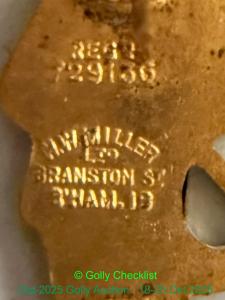 REGD
729136
W.W. MILLER
LTD
BRANSTON ST
B'HAM. 18
© Golly Checklist